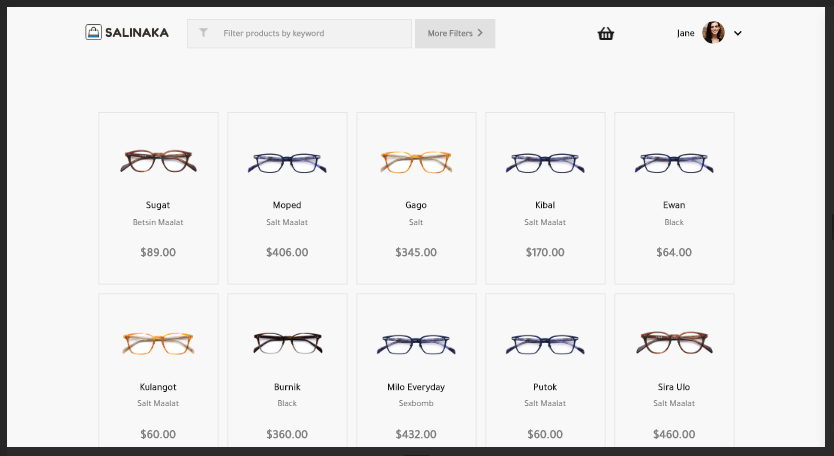 SALINAKA
Filter products by keyword
More Filters
Jane
Sugat
Betsin Maalat
$89.00
Moped
Salt Maalat
$406.00
Gago
Salt
$345.00
Kibal
Salt Maalat
$170.00
Ewan
Black
$64.00
Kulangot
Salt Maalat
$60.00
Burnik
Black
$360.00
Milo Everyday
Sexbomb
$432.00
Putok
Salt Maalat
$60.00
Sira Ulo
Salt Maalat
$460.00